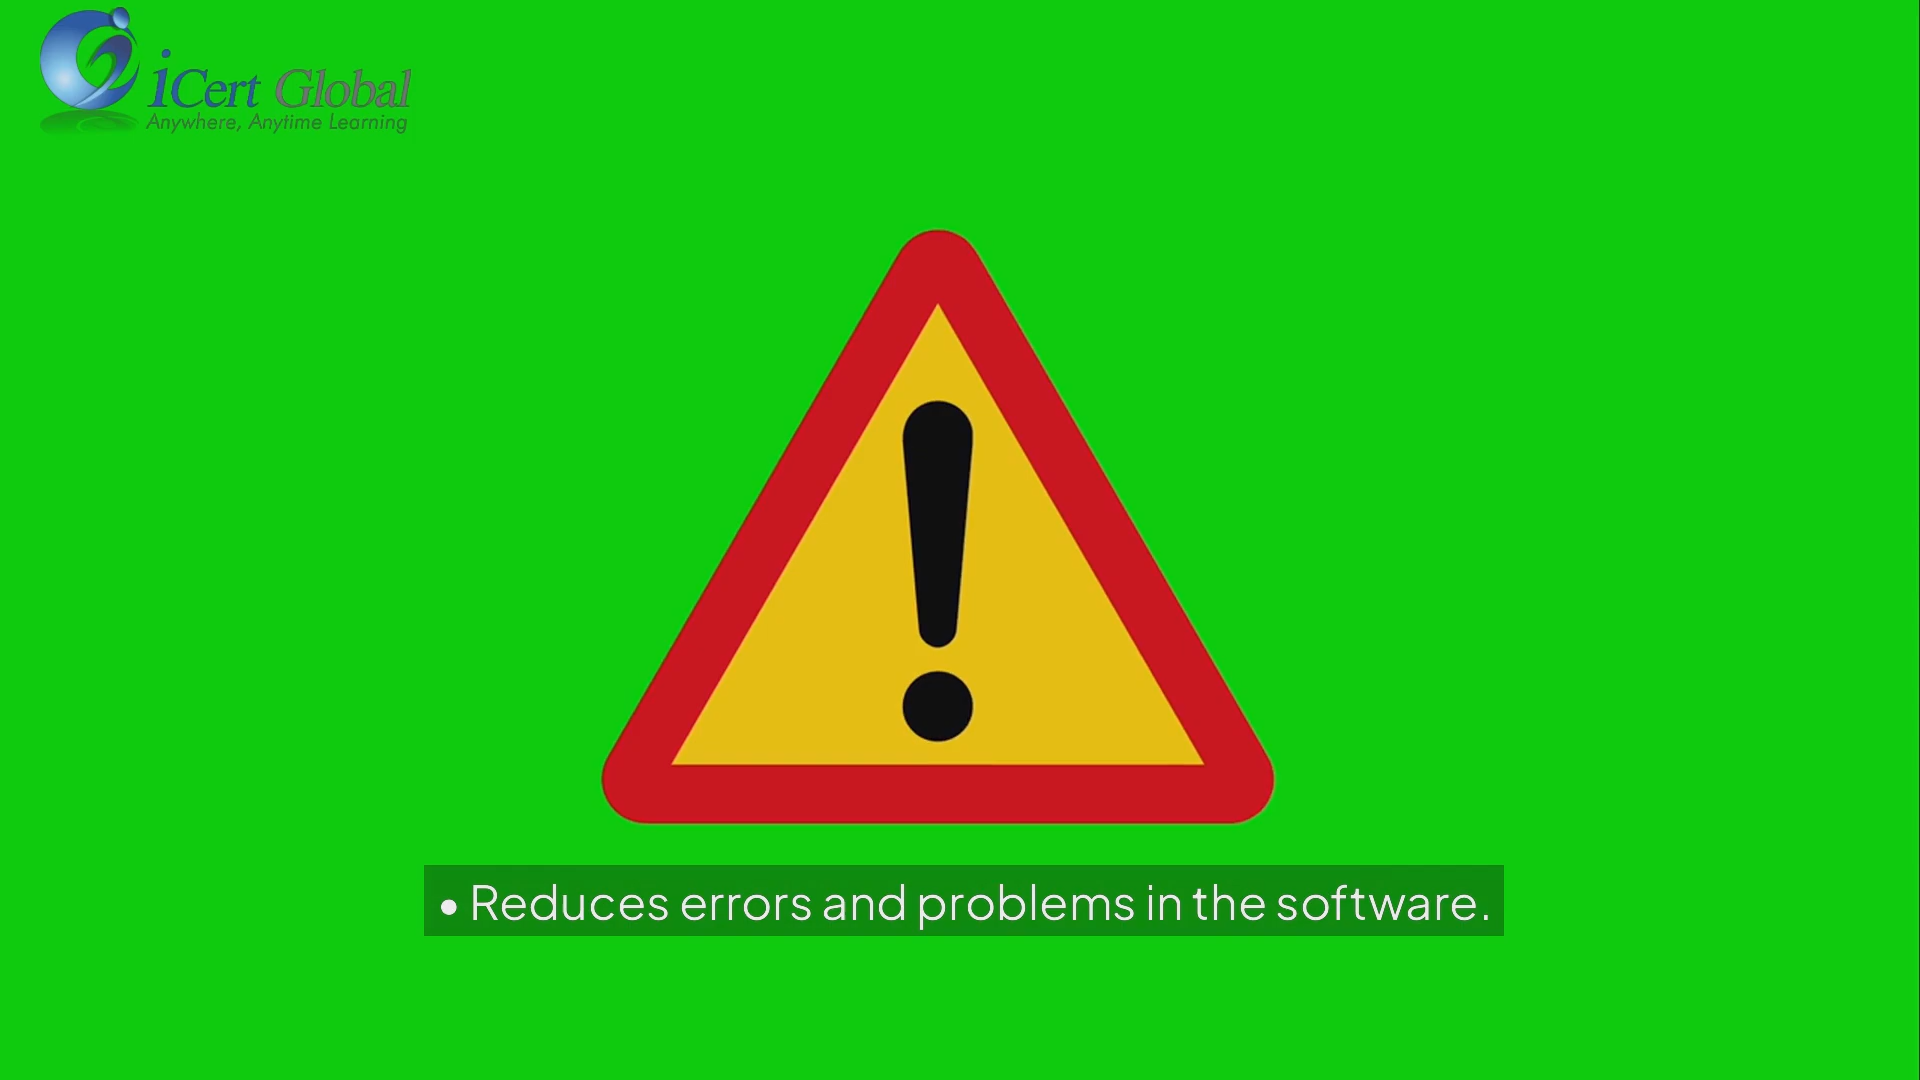 iCert Global
Anywhere, Anytime Learning
• Reduces errors and problems in the software.